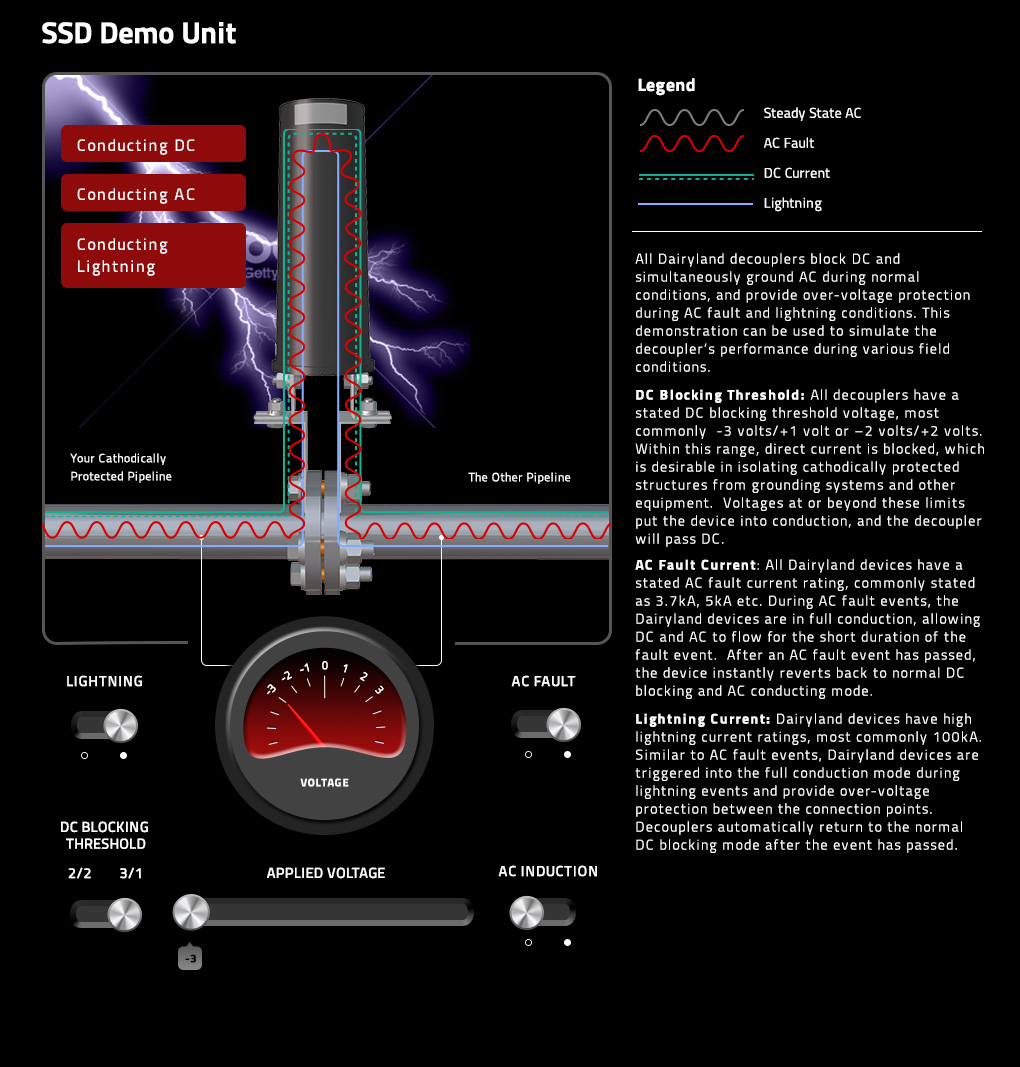 SSD Demo Unit
Conducting DC
Conducting AC
Conducting
Lightning
Getty
Your Cathodically
Protected Pipeline
The Other Pipeline
-3 -2 -1 0 1 2 3
VOLTAGE
LIGHTNING
AC FAULT
DC BLOCKING
THRESHOLD
2/2 3/1
APPLIED VOLTAGE
AC INDUCTION
-3
Legend
Steady State AC
AC Fault
DC Current
Lightning
All Dairyland decouplers block DC and
simultaneously ground AC during normal
conditions, and provide over-voltage protection
during AC fault and lightning conditions. This
demonstration can be used to simulate the
decoupler's performance during various field
conditions.
DC Blocking Threshold: All decouplers have a
stated DC blocking threshold voltage, most
commonly  -3 volts/+1 volt or –2 volts/+2 volts.
Within this range, direct current is blocked, which
is desirable in isolating cathodically protected
structures from grounding systems and other
equipment.  Voltages at or beyond these limits
put the device into conduction, and the decoupler
will pass DC.
AC Fault Current: All Dairyland devices have a
stated AC fault current rating, commonly stated
as 3.7kA, 5kA etc. During AC fault events, the
Dairyland devices are in full conduction, allowing
DC and AC to flow for the short duration of the
fault event.  After an AC fault event has passed,
the device instantly reverts back to normal DC
blocking and AC conducting mode.
Lightning Current: Dairyland devices have high
lightning current ratings, most commonly 100kA.
Similar to AC fault events, Dairyland devices are
triggered into the full conduction mode during
lightning events and provide over-voltage
protection between the connection points.
Decouplers automatically return to the normal
DC blocking mode after the event has passed.